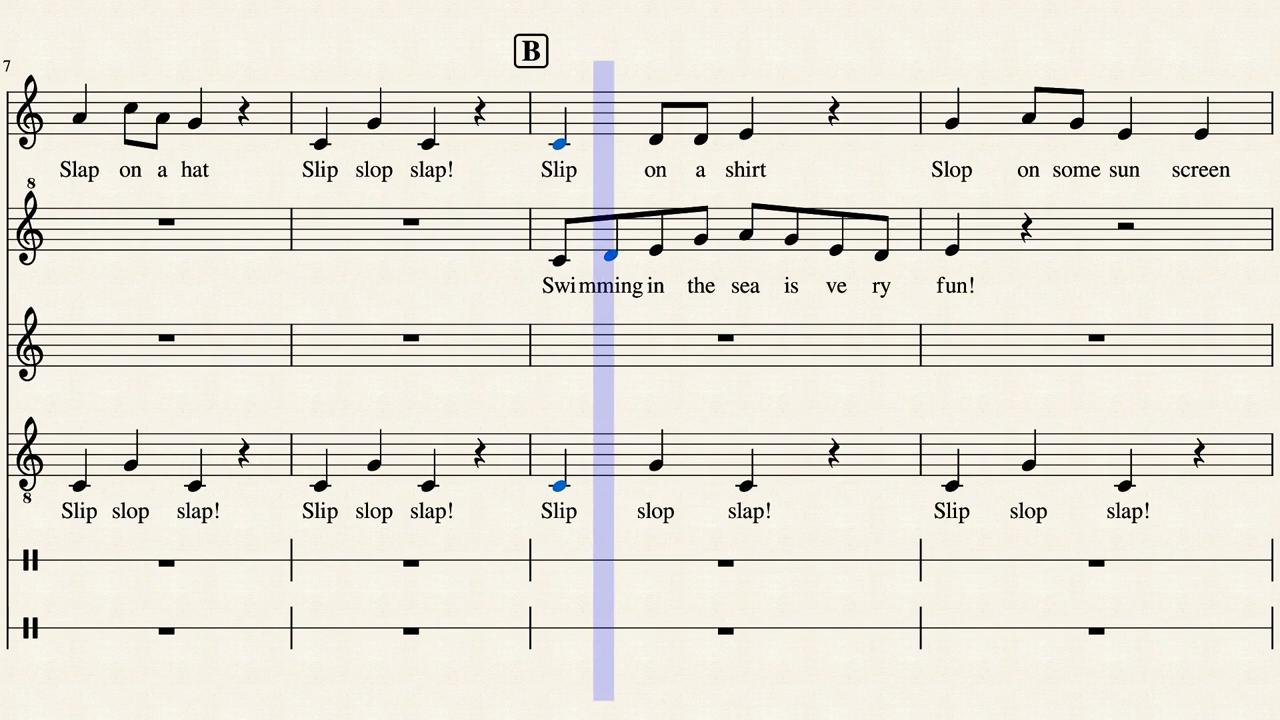 B
7
Slap on a hat Slip slop slap! Slip on a shirt Slop on some sun screen
8
Swimming in the sea is ve ry fun!
8
Slip slop slap! Slip slop slap! Slip slop slap! Slip slop slap!